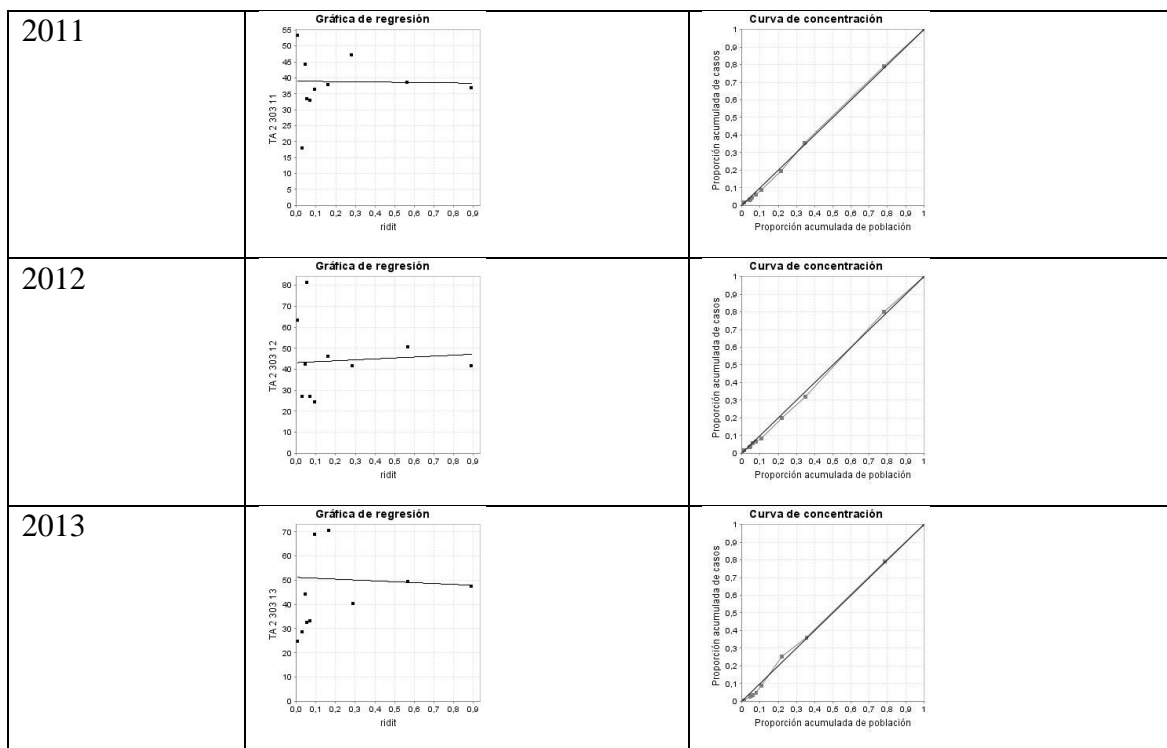 2011
Gráfica de regresión
55
50
45
40
35
30
25
20
15
10
5
0
TA 2 303 11
0,0 0,1 0,2 0,3 0,4 0,5 0,6 0,7 0,8 0,9
ridit
Curva de concentración
1
0,9
0,8
0,7
0,6
0,5
0,4
0,3
0,2
0,1
0
Proporción acumulada de casos
0 0,1 0,2 0,3 0,4 0,5 0,6 0,7 0,8 0,9 1
Proporción acumulada de población
2012
Gráfica de regresión
80
70
60
50
40
30
20
10
0
TA 2 303 12
0,0 0,1 0,2 0,3 0,4 0,5 0,6 0,7 0,8 0,9
ridit
Curva de concentración
1
0,9
0,8
0,7
0,6
0,5
0,4
0,3
0,2
0,1
0
Proporción acumulada de casos
0 0,1 0,2 0,3 0,4 0,5 0,6 0,7 0,8 0,9 1
Proporción acumulada de población
2013
Gráfica de regresión
70
60
50
40
30
20
10
0
TA 2 303 13
0,0 0,1 0,2 0,3 0,4 0,5 0,6 0,7 0,8 0,9
ridit
Curva de concentración
1
0,9
0,8
0,7
0,6
0,5
0,4
0,3
0,2
0,1
0
Proporción acumulada de casos
0 0,1 0,2 0,3 0,4 0,5 0,6 0,7 0,8 0,9 1
Proporción acumulada de población